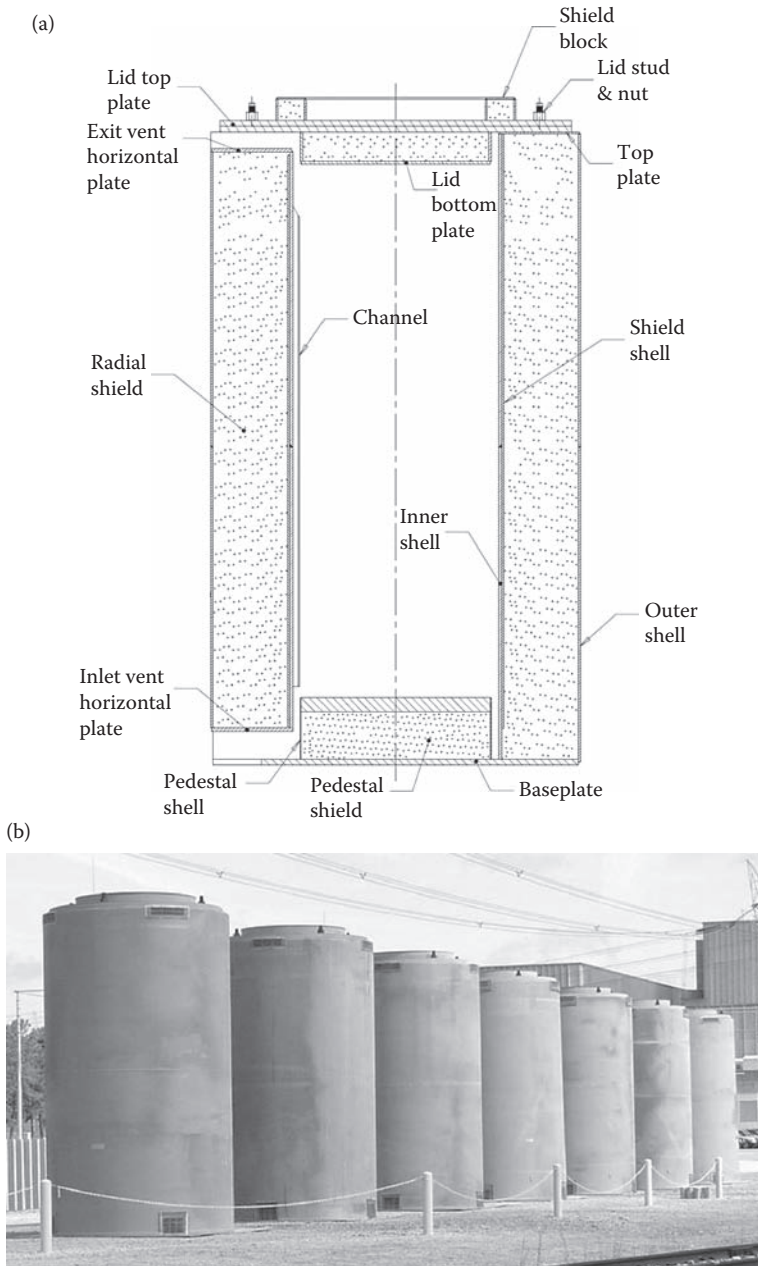 (a)
Shield
block
Lid stud
& nut
Lid top
plate
Exit vent
horizontal
plate
Top
plate
Lid
bottom
plate
Channel
Shield
shell
Radial
shield
Inner
shell
Outer
shell
Inlet vent
horizontal
plate
Pedestal
shell
Pedestal
shield
Baseplate
(b)